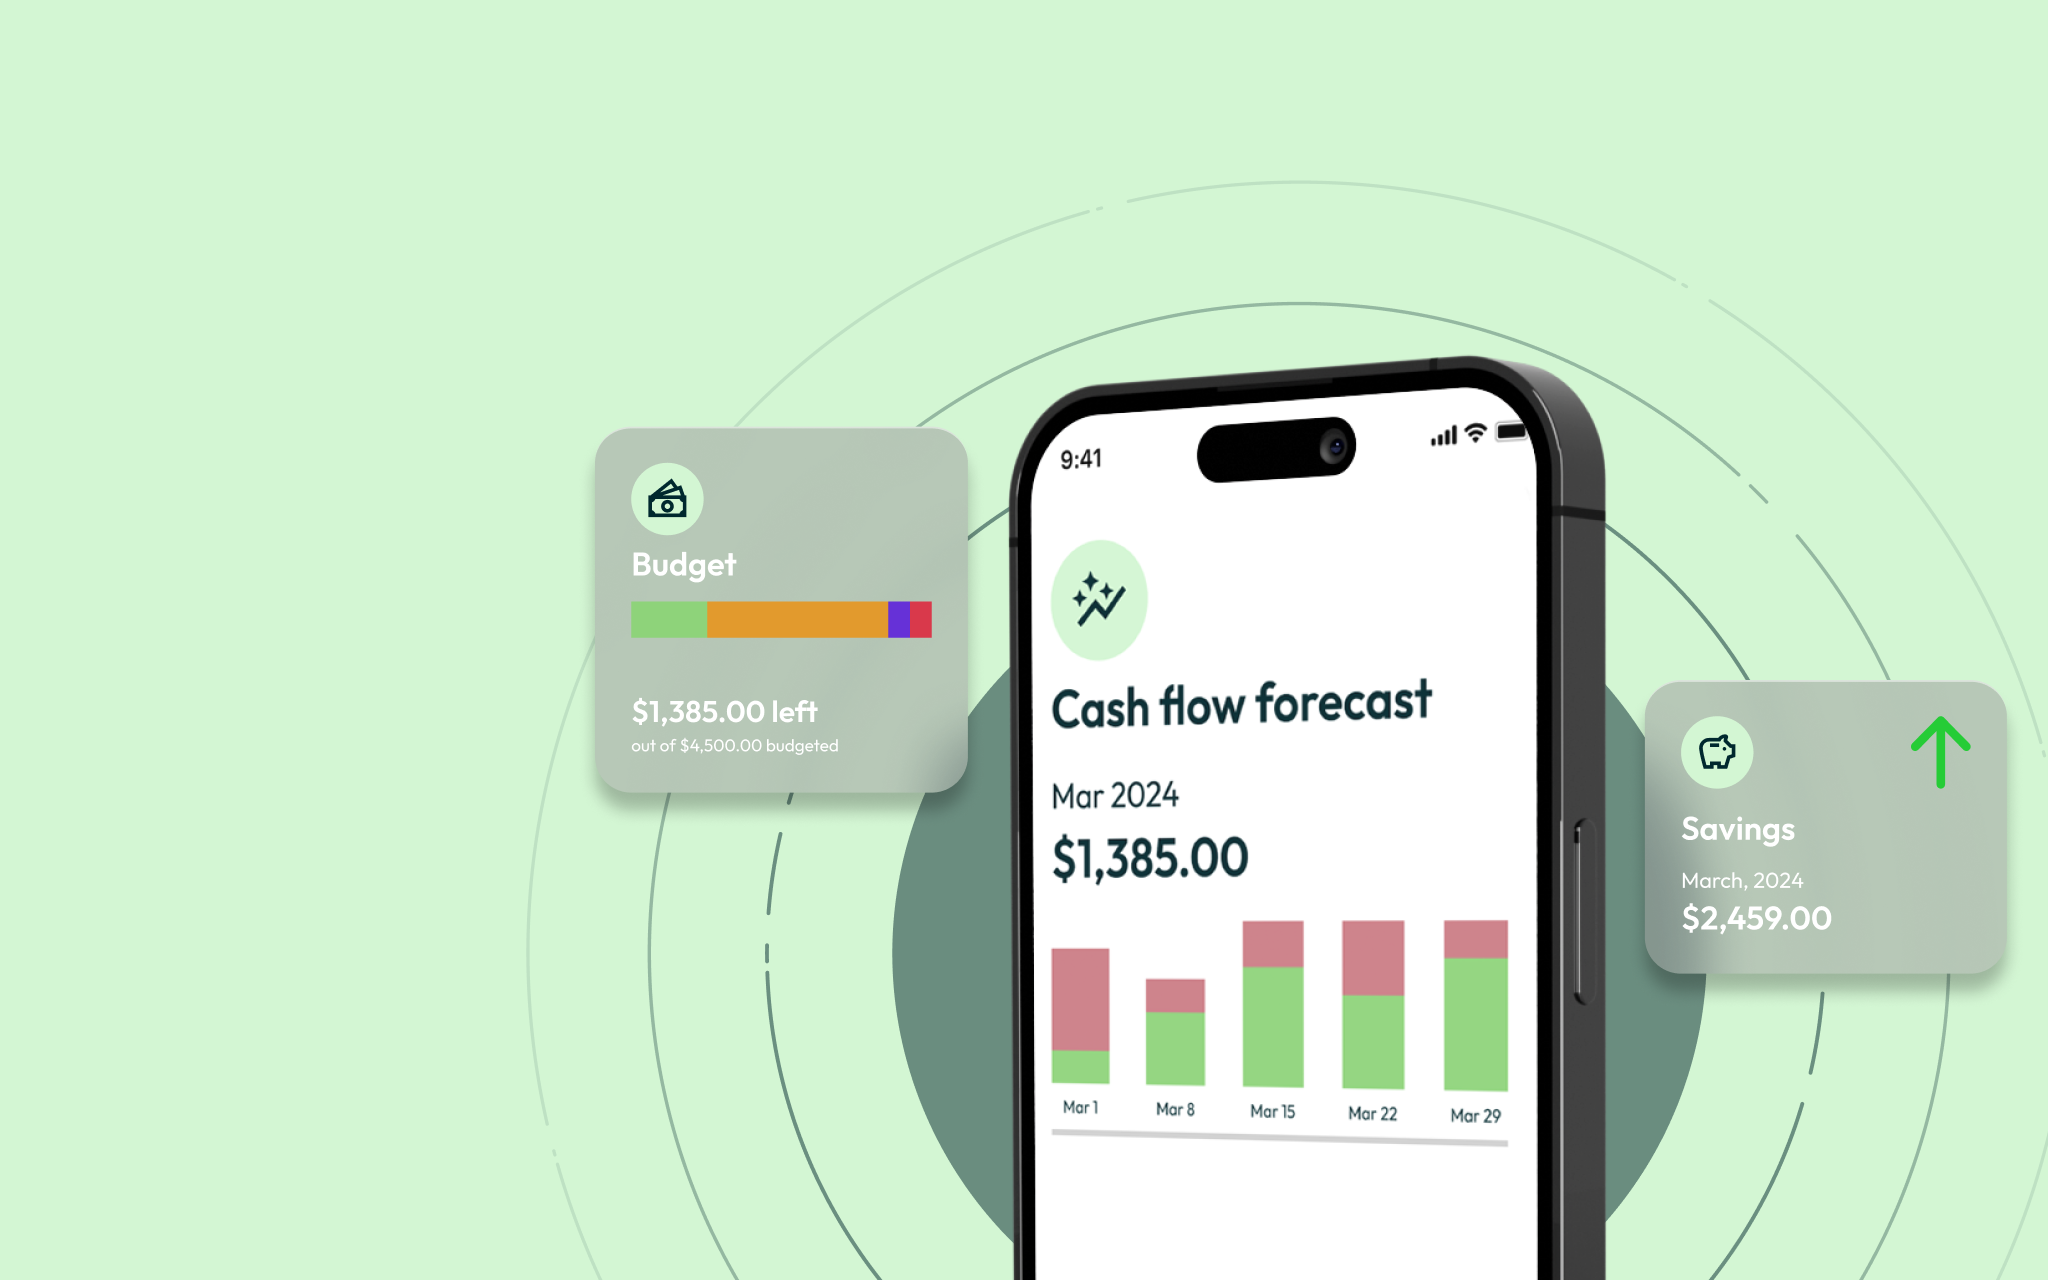 Budget
$1,385.00 left
out of $4,500.00 budgeted
9:41
Cash flow forecast
Mar 2024
$1,385.00
Mar 1
Mar 8
Mar 15
Mar 22
Mar 29
Savings
March, 2024
$2,459.00